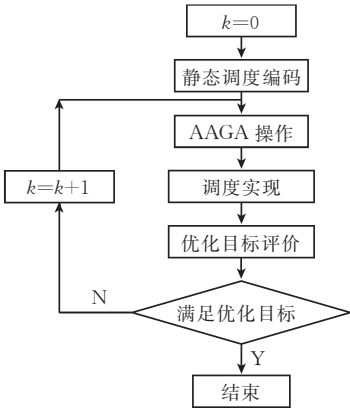 k=0
静态调度编码
AAGA 操作
k=k+1
调度实现
优化目标评价
N
满足优化目标
Y
结束